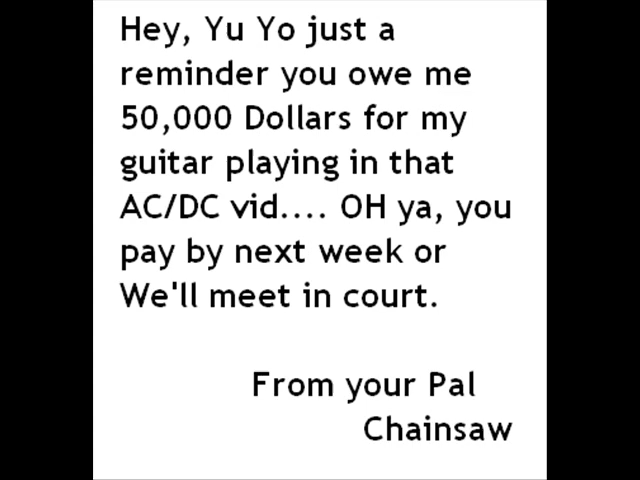 Hey, Yu Yo just a
reminder you owe me
50,000 Dollars for my
guitar playing in that
AC/DC vid.... OH ya, you
pay by next week or
We'll meet in court.
From your Pal
Chainsaw